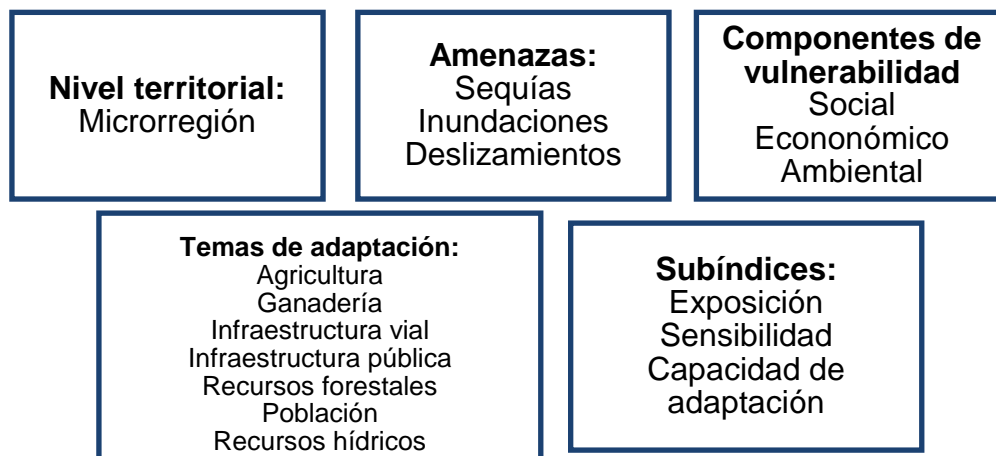 Nivel territorial:
Microrregión
Amenazas:
Sequías
Inundaciones
Deslizamientos
Componentes de
vulnerabilidad
Social
Econonómico
Ambiental
Temas de adaptación:
Agricultura
Ganadería
Infraestructura vial
Infraestructura pública
Recursos forestales
Población
Recursos hídricos
Subíndices:
Exposición
Sensibilidad
Capacidad de
adaptación